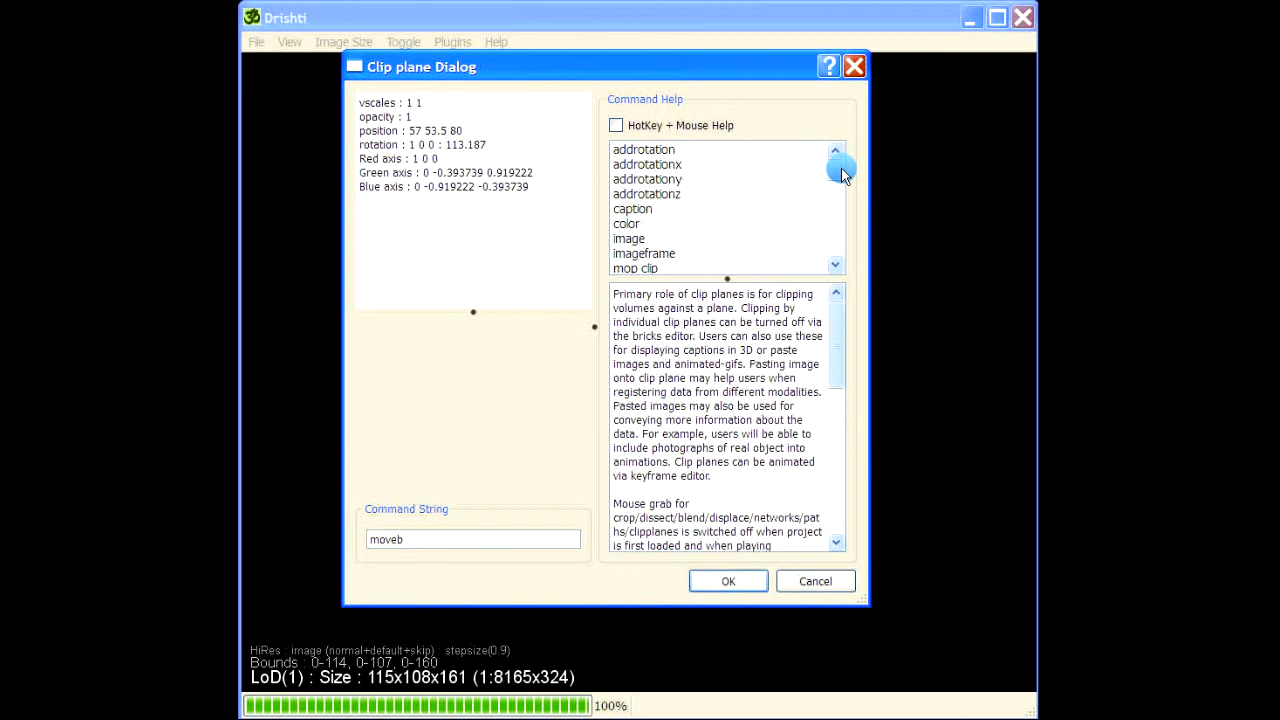 Drishti
File View Image Size Toggle Plugins Help
Clip plane Dialog
vscales : 1 1
opacity : 1
position : 57 53.5 80
rotation : 1 0 0 : 113.187
Red axis : 1 0 0
Green axis : 0 -0.393739 0.919222
Blue axis : 0 -0.919222 -0.393739
Command String
moveb
Command Help
HotKey + Mouse Help
addrotation
addrotationx
addrotationy
addrotationz
caption
color
image
imageframe
mop clip
Primary role of clip planes is for clipping
volumes against a plane. Clipping by
individual clip planes can be turned off via
the bricks editor. Users can also use these
for displaying captions in 3D or paste
images and animated-gifs. Pasting image
onto clip plane may help users when
registering data from different modalities.
Pasted images may also be used for
conveying more information about the
data. For example, users will be able to
include photographs of real object into
animations. Clip planes can be animated
via keyframe editor.
Mouse grab for
crop/dissect/blend/displace/networks/pat
hs/clipplanes is switched off when project
is first loaded and when playing
OK Cancel
HiRes : image (normal+default+skip) : stepsize(0.9)
Bounds : 0-114, 0-107, 0-160
LoD(1) : Size : 115x108x161 (1:8165x324)
100%